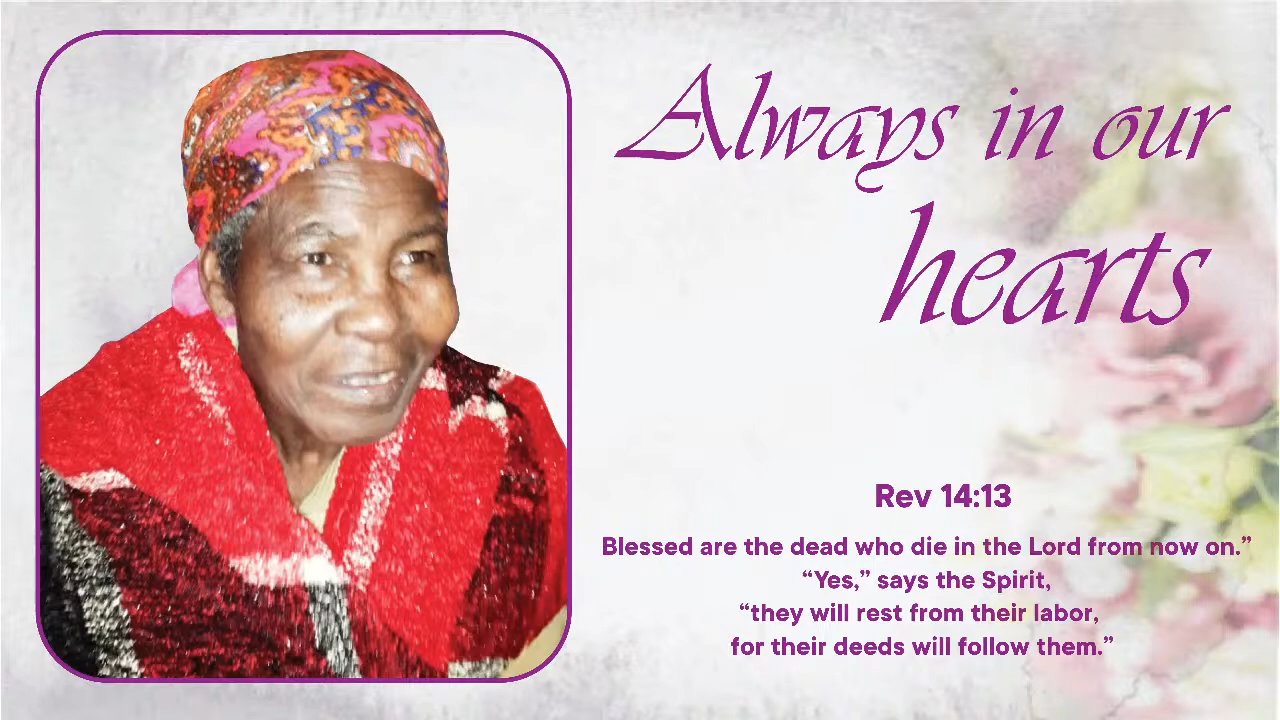 Always in our
hearts
Rev 14:13
Blessed are the dead who die in the Lord from now on.”
“Yes,” says the Spirit,
“they will rest from their labor,
for their deeds will follow them.”